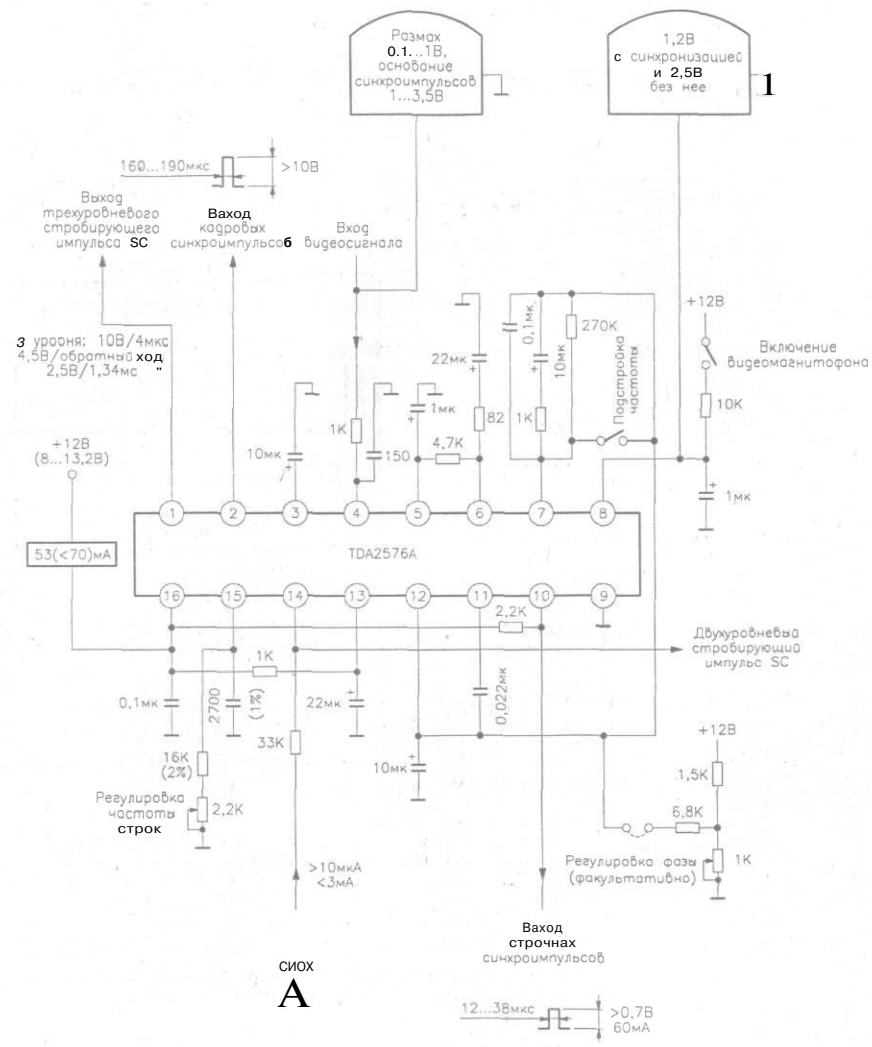 Размах
0.1...1В,
основание
синхроимпульсов
1...3,5В
1,2В
с синхронизацией
и 2,5В
без нее
1
160...190мкс
>10В
Выход
трехуровневого
стробирующего
импульса SC
Ваход
кадровых
синхроимпульсоб
Вход
видеосигнала
3 уровня: 10В/4мкс
4,5В/обратный ход
2,5В/1,34мс "
+12В
(8...13,2В)
53(<70)мА
10мк
+
1К
150
+
1мк
4,7К
22мк
+
82
0,1мк
10мк
+
1К
270К
Подстройка
частоты
+12В
Включение
видеомагнитофона
10К
+
1мк
1
2
3
4
5
6
7
8
TDA2576A
16
15
14
13
12
11
10
9
2,2К
Двухуровневый
стробирующий
импульс SC
1К
0,1мк
2700
(1%)
22мк
+
0,022мк
33К
10мк
+
16К
(2%)
Регулировка
частоты
строк
2,2К
+12В
1,5К
6,8К
Регулировка фазы
(факультативно)
1К
>10мкА
<3мА
Ваход
строчнах
синхроимпульсов
СИОХ
А
12...38мкс
>0,7В
60мА